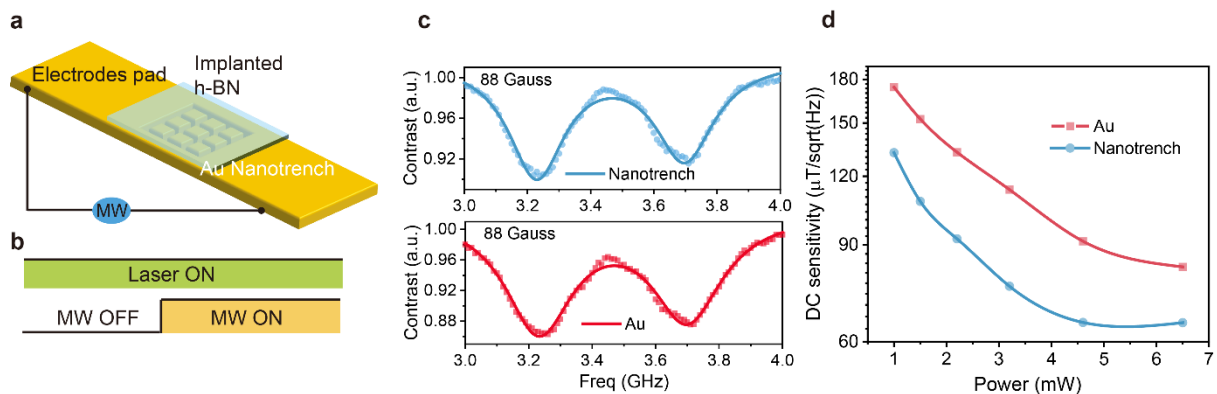 a
Electrodes pad
Implanted
h-BN
Au Nanotrench
MW
b
Laser ON
MW OFF
MW ON
c
88 Gauss
Contrast (a.u.)
1.00
0.96
0.92
Nanotrench
3.0 3.2 3.4 3.6 3.8 4.0
88 Gauss
Contrast (a.u.)
1.00
0.96
0.92
0.88
Au
3.0 3.2 3.4 3.6 3.8 4.0
Freq (GHz)
d
DC sensitivity (μT/sqrt(Hz))
180
150
120
90
60
Au
Nanotrench
0 1 2 3 4 5 6 7
Power (mW)